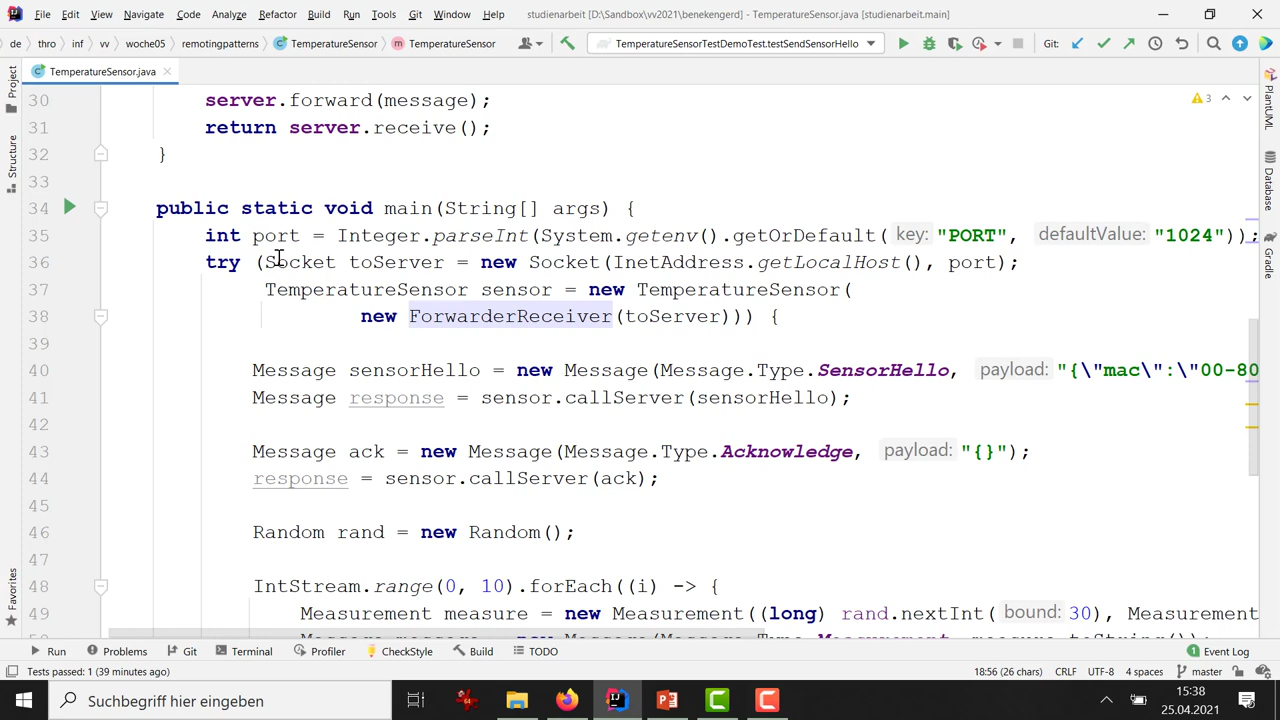 File Edit View Navigate Code Analyze Refactor Build Run Tools Git Window Help studienarbeit [D:\Sandbox\vv2021\benekengerd] - TemperatureSensor.java [studienarbeit.main]
de thro inf vv woche05 remotingpatterns TemperatureSensor TemperatureSensor TemperatureSensorTestDemoTest.testSendSensorHello Git:
TemperatureSensor.java
Project
Structure
Favorites
PlantUML
Database
Gradle
3
30 server.forward(message);
31 return server.receive();
32 }
33
34 public static void main(String[] args) {
35 int port = Integer.parseInt(System.getenv().getOrDefault( key: "PORT", defaultValue: "1024"));
36 try (Socket toServer = new Socket(InetAddress.getLocalHost(), port);
37 TemperatureSensor sensor = new TemperatureSensor(
38 new ForwarderReceiver(toServer))) {
39
40 Message sensorHello = new Message(Message.Type.SensorHello, payload: "{\"mac\":\"00-80
41 Message response = sensor.callServer(sensorHello);
42
43 Message ack = new Message(Message.Type.Acknowledge, payload: "{}");
44 response = sensor.callServer(ack);
45
46 Random rand = new Random();
47
48 IntStream.range(0, 10).forEach((i) -> {
49 Measurement measure = new Measurement((long) rand.nextInt( bound: 30), Measurement
Run Problems Git Terminal Profiler CheckStyle Build TODO Event Log
Tests passed: 1 (39 minutes ago) 18:56 (26 chars) CRLF UTF-8 4 spaces master
Suchbegriff hier eingeben
15:38
25.04.2021